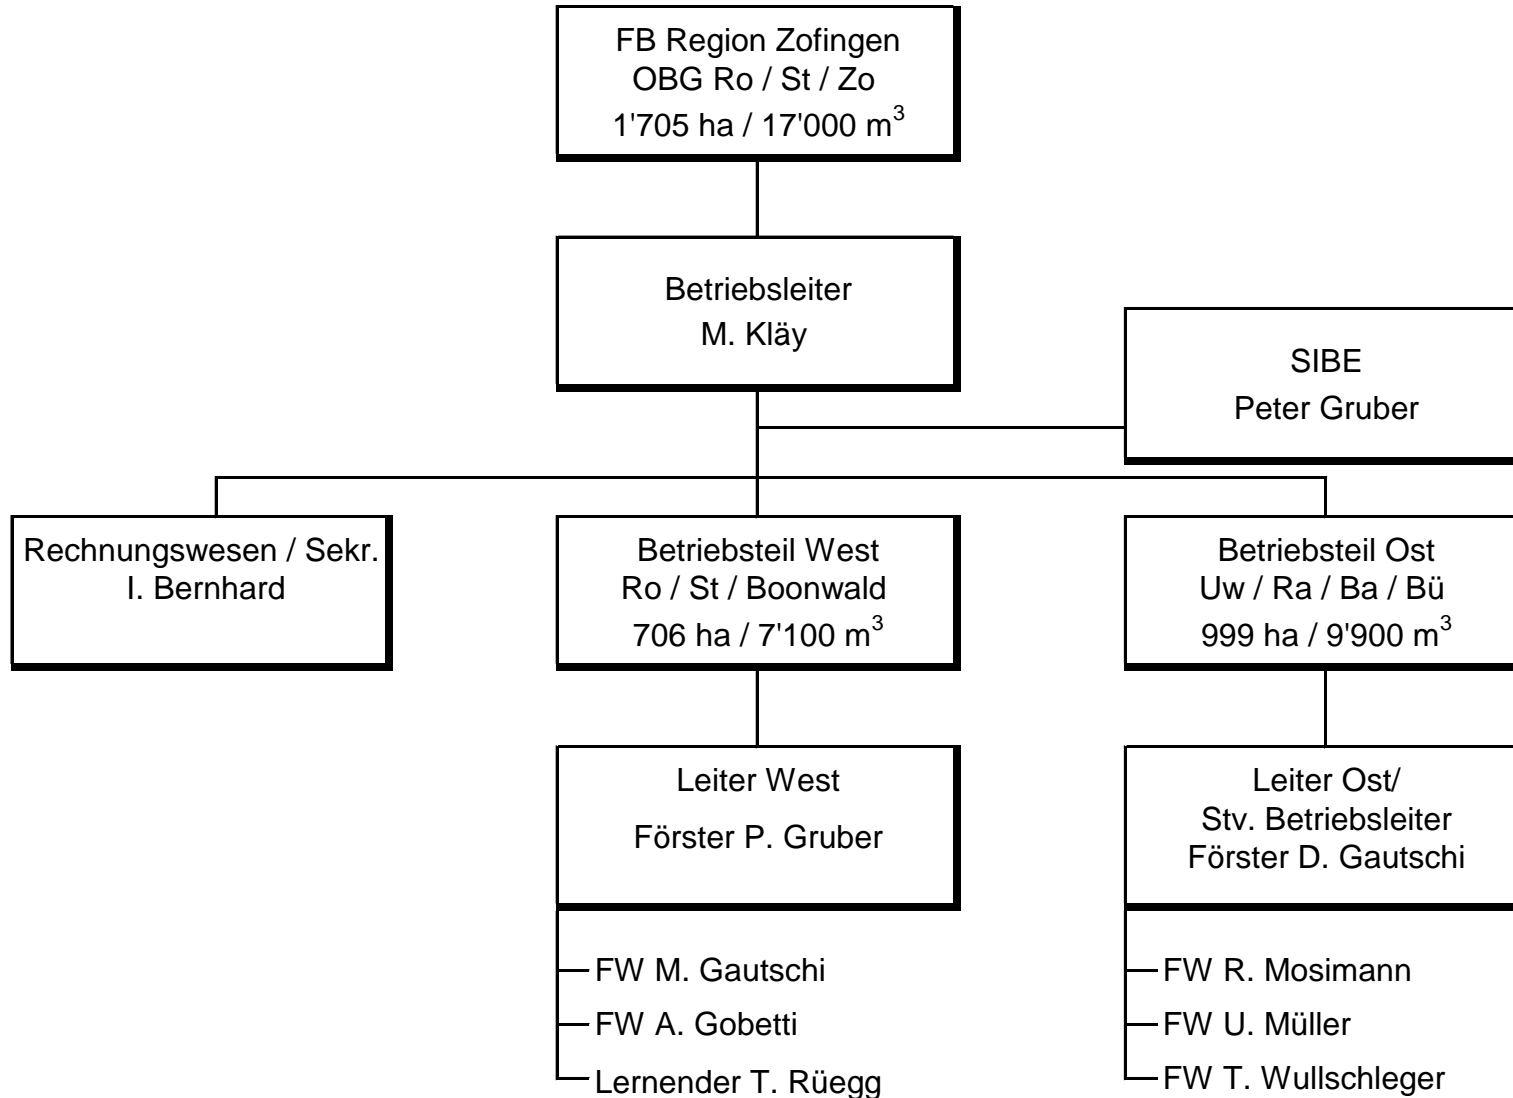 FB Region Zofingen
OBG Ro / St / Zo
1'705 ha / 17'000 m³
Betriebsleiter
M. Kläy
SIBE
Peter Gruber
Rechnungswesen / Sekr.
I. Bernhard
Betriebsteil West
Ro / St / Boonwald
706 ha / 7'100 m³
Betriebsteil Ost
Uw / Ra / Ba / Bü
999 ha / 9'900 m³
Leiter West
Förster P. Gruber
Leiter Ost/
Stv. Betriebsleiter
Förster D. Gautschi
FW M. Gautschi
FW A. Gobetti
Lernender T. Rüegg
FW R. Mosimann
FW U. Müller
FW T. Wullschleger